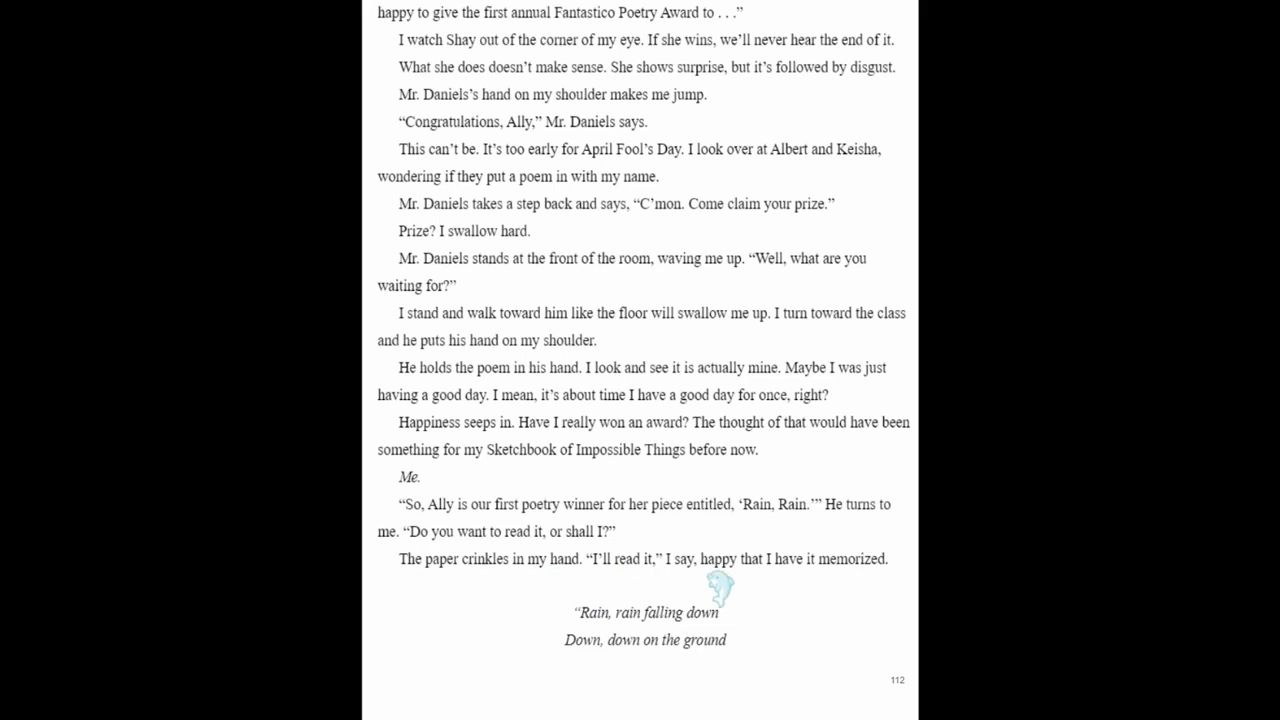 happy to give the first annual Fantastico Poetry Award to . . .”
I watch Shay out of the corner of my eye. If she wins, we’ll never hear the end of it.
What she does doesn’t make sense. She shows surprise, but it’s followed by disgust.
Mr. Daniels’s hand on my shoulder makes me jump.
“Congratulations, Ally,” Mr. Daniels says.
This can’t be. It’s too early for April Fool’s Day. I look over at Albert and Keisha,
wondering if they put a poem in with my name.
Mr. Daniels takes a step back and says, “C’mon. Come claim your prize.”
Prize? I swallow hard.
Mr. Daniels stands at the front of the room, waving me up. “Well, what are you
waiting for?”
I stand and walk toward him like the floor will swallow me up. I turn toward the class
and he puts his hand on my shoulder.
He holds the poem in his hand. I look and see it is actually mine. Maybe I was just
having a good day. I mean, it’s about time I have a good day for once, right?
Happiness seeps in. Have I really won an award? The thought of that would have been
something for my Sketchbook of Impossible Things before now.
Me.
“So, Ally is our first poetry winner for her piece entitled, ‘Rain, Rain.’” He turns to
me. “Do you want to read it, or shall I?”
The paper crinkles in my hand. “I’ll read it,” I say, happy that I have it memorized.
“Rain, rain falling down
Down, down on the ground
112